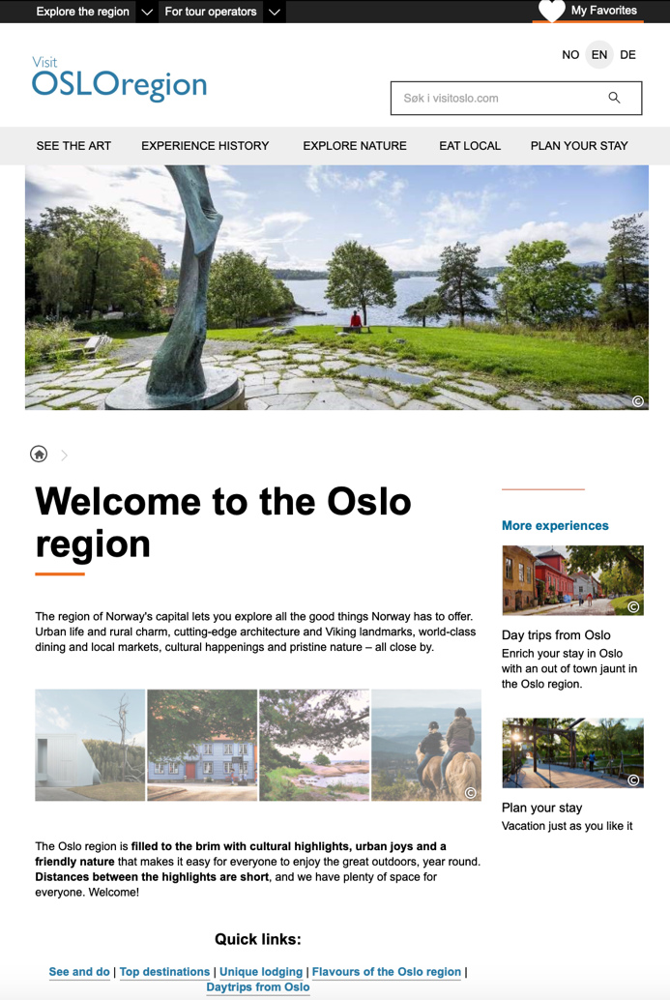 Explore the region
For tour operators
My Favorites
NO EN DE
Visit
OSLOregion
Søk i visitoslo.com
SEE THE ART
EXPERIENCE HISTORY
EXPLORE NATURE
EAT LOCAL
PLAN YOUR STAY
©
Welcome to the Oslo
region
The region of Norway's capital lets you explore all the good things Norway has to offer.
Urban life and rural charm, cutting-edge architecture and Viking landmarks, world-class
dining and local markets, cultural happenings and pristine nature – all close by.
©
The Oslo region is filled to the brim with cultural highlights, urban joys and a
friendly nature that makes it easy for everyone to enjoy the great outdoors, year round.
Distances between the highlights are short, and we have plenty of space for
everyone. Welcome!
Quick links:
See and do | Top destinations | Unique lodging | Flavours of the Oslo region |
Daytrips from Oslo
More experiences
©
Day trips from Oslo
Enrich your stay in Oslo
with an out of town jaunt in
the Oslo region.
©
Plan your stay
Vacation just as you like it